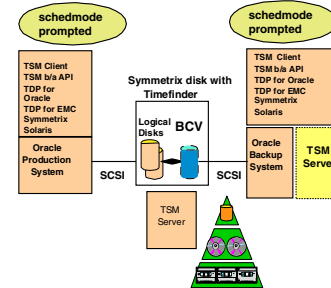 schedmode
prompted
TSM Client
TSM b/a API
TDP for
Oracle
TDP for EMC
Symmetrix
Solaris
Oracle
Production
System
SCSI
Symmetrix disk with
Timefinder
Logical
Disks
BCV
TSM
Server
SCSI
schedmode
prompted
TSM Client
TSM b/a API
TDP for Oracle
TDP for EMC
Symmetrix
Solaris
Oracle
Backup
System
TSM
Server